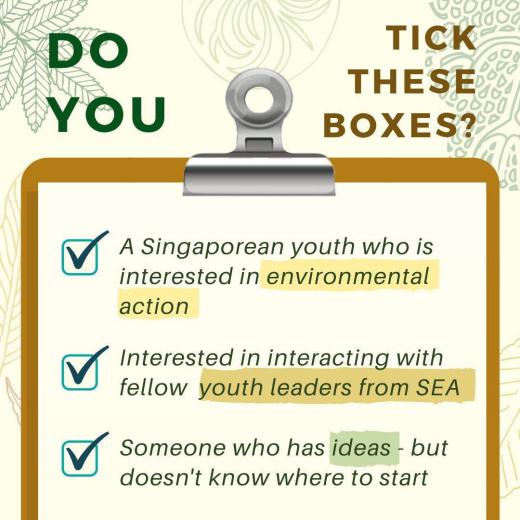 DO
YOU
TICK
THESE
BOXES?
A Singaporean youth who is
interested in environmental
action
Interested in interacting with
fellow youth leaders from SEA
Someone who has ideas - but
doesn't know where to start